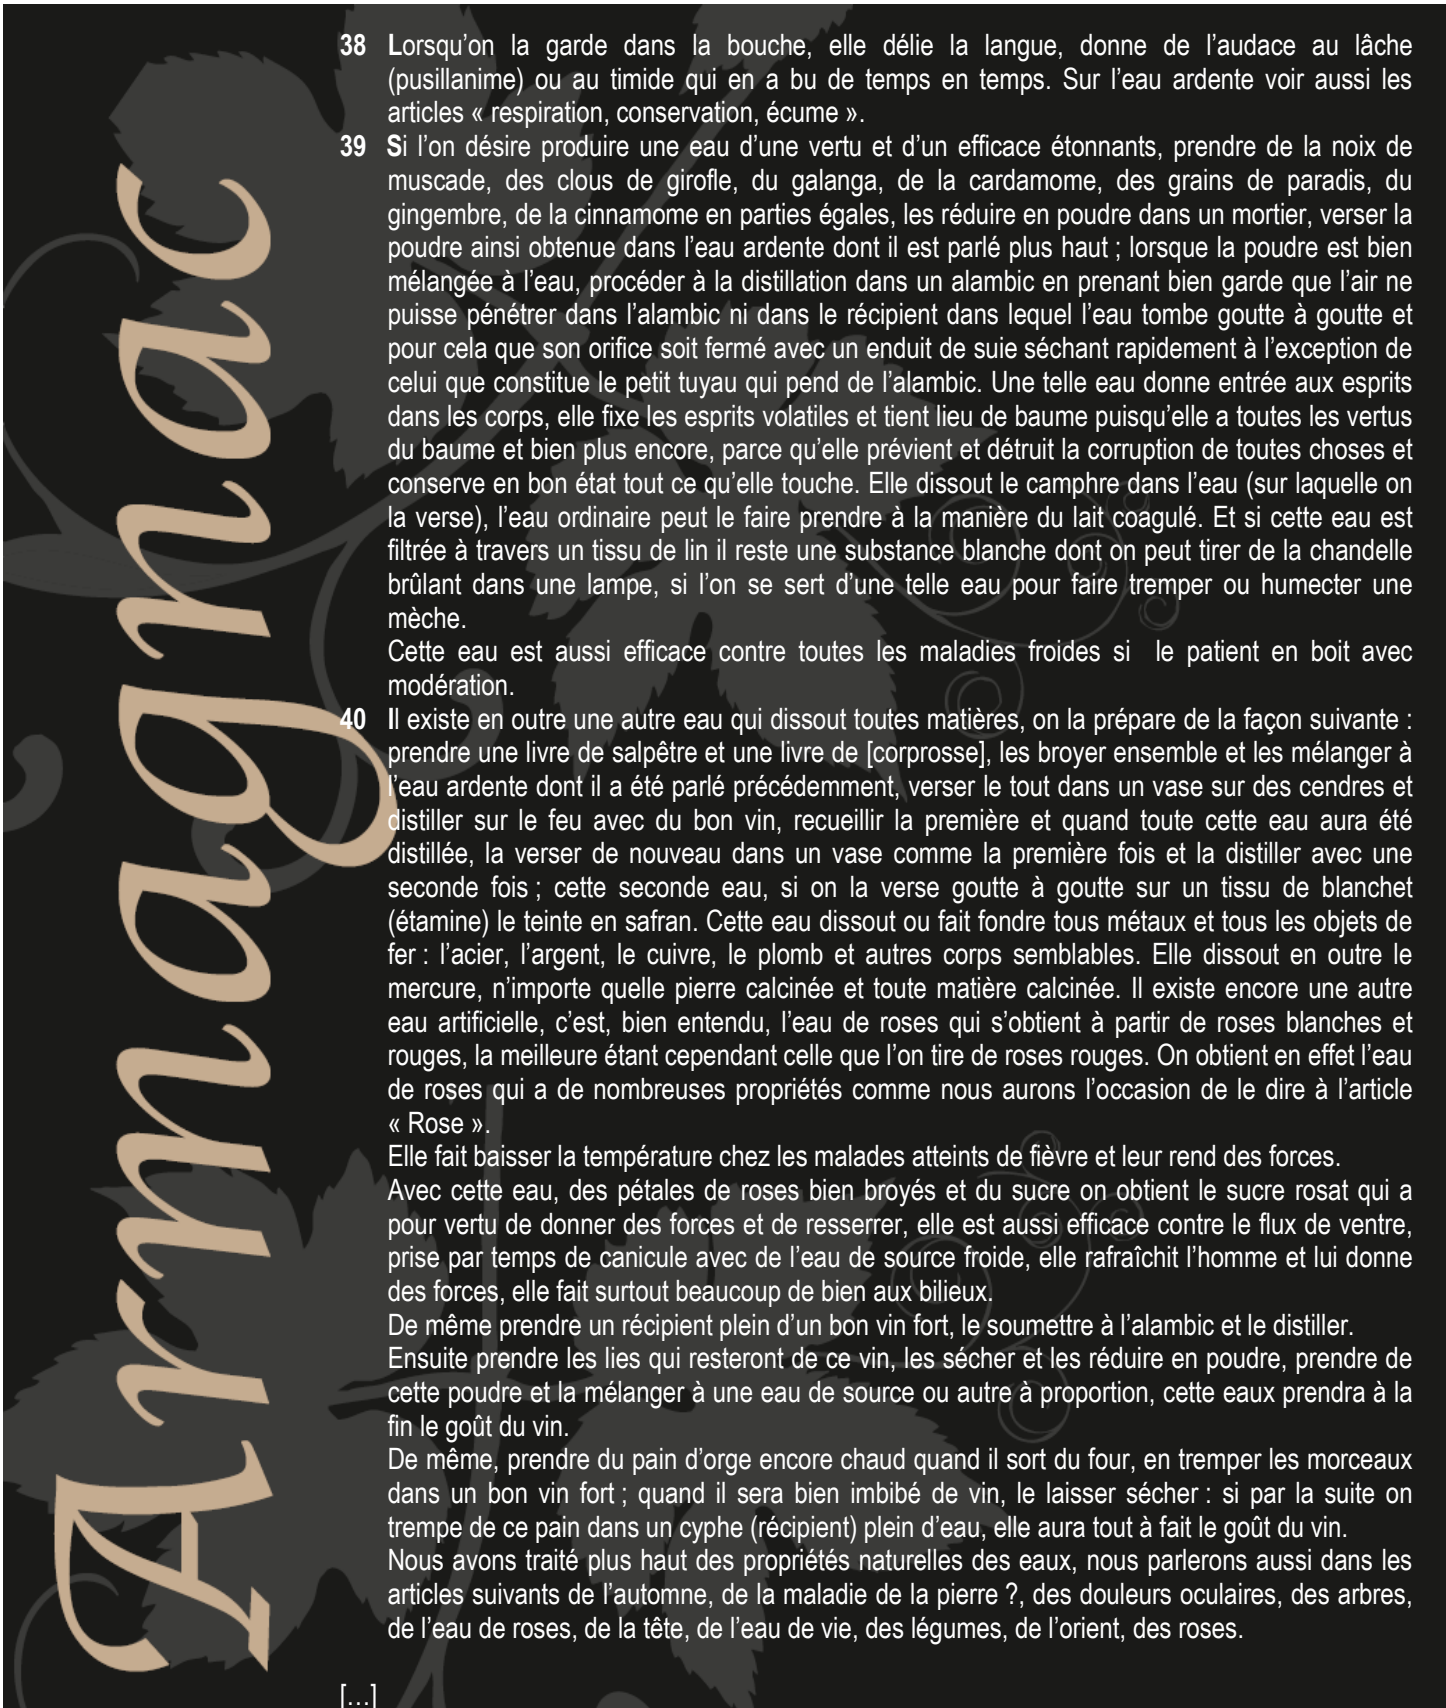 Armagnac
38 Lorsqu’on la garde dans la bouche, elle délie la langue, donne de l’audace au lâche
(pusillanime) ou au timide qui en a bu de temps en temps. Sur l’eau ardente voir aussi les
articles « respiration, conservation, écume ».
39 Si l’on désire produire une eau d’une vertu et d’un efficace étonnants, prendre de la noix de
muscade, des clous de girofle, du galanga, de la cardamome, des grains de paradis, du
gingembre, de la cinnamome en parties égales, les réduire en poudre dans un mortier, verser la
poudre ainsi obtenue dans l’eau ardente dont il est parlé plus haut ; lorsque la poudre est bien
mélangée à l’eau, procéder à la distillation dans un alambic en prenant bien garde que l’air ne
puisse pénétrer dans l’alambic ni dans le récipient dans lequel l’eau tombe goutte à goutte et
pour cela que son orifice soit fermé avec un enduit de suie séchant rapidement à l’exception de
celui que constitue le petit tuyau qui pend de l’alambic. Une telle eau donne entrée aux esprits
dans les corps, elle fixe les esprits volatiles et tient lieu de baume puisqu’elle a toutes les vertus
du baume et bien plus encore, parce qu’elle prévient et détruit la corruption de toutes choses et
conserve en bon état tout ce qu’elle touche. Elle dissout le camphre dans l’eau (sur laquelle on
la verse), l’eau ordinaire peut le faire prendre à la manière du lait coagulé. Et si cette eau est
filtrée à travers un tissu de lin il reste une substance blanche dont on peut tirer de la chandelle
brûlant dans une lampe, si l’on se sert d’une telle eau pour faire tremper ou humecter une
mèche.
Cette eau est aussi efficace contre toutes les maladies froides si le patient en boit avec
modération.
40 Il existe en outre une autre eau qui dissout toutes matières, on la prépare de la façon suivante :
prendre une livre de salpêtre et une livre de [corprosse], les broyer ensemble et les mélanger à
l’eau ardente dont il a été parlé précédemment, verser le tout dans un vase sur des cendres et
distiller sur le feu avec du bon vin, recueillir la première et quand toute cette eau aura été
distillée, la verser de nouveau dans un vase comme la première fois et la distiller avec une
seconde fois ; cette seconde eau, si on la verse goutte à goutte sur un tissu de blanchet
(étamine) le teinte en safran. Cette eau dissout ou fait fondre tous métaux et tous les objets de
fer : l’acier, l’argent, le cuivre, le plomb et autres corps semblables. Elle dissout en outre le
mercure, n’importe quelle pierre calcinée et toute matière calcinée. Il existe encore une autre
eau artificielle, c’est, bien entendu, l’eau de roses qui s’obtient à partir de roses blanches et
rouges, la meilleure étant cependant celle que l’on tire de roses rouges. On obtient en effet l’eau
de roses qui a de nombreuses propriétés comme nous aurons l’occasion de le dire à l’article
« Rose ».
Elle fait baisser la température chez les malades atteints de fièvre et leur rend des forces.
Avec cette eau, des pétales de roses bien broyés et du sucre on obtient le sucre rosat qui a
pour vertu de donner des forces et de resserrer, elle est aussi efficace contre le flux de ventre,
prise par temps de canicule avec de l’eau de source froide, elle rafraîchit l’homme et lui donne
des forces, elle fait surtout beaucoup de bien aux bilieux.
De même prendre un récipient plein d’un bon vin fort, le soumettre à l’alambic et le distiller.
Ensuite prendre les lies qui resteront de ce vin, les sécher et les réduire en poudre, prendre de
cette poudre et la mélanger à une eau de source ou autre à proportion, cette eaux prendra à la
fin le goût du vin.
De même, prendre du pain d’orge encore chaud quand il sort du four, en tremper les morceaux
dans un bon vin fort ; quand il sera bien imbibé de vin, le laisser sécher : si par la suite on
trempe de ce pain dans un cyphe (récipient) plein d’eau, elle aura tout à fait le goût du vin.
Nous avons traité plus haut des propriétés naturelles des eaux, nous parlerons aussi dans les
articles suivants de l’automne, de la maladie de la pierre ?, des douleurs oculaires, des arbres,
de l’eau de roses, de la tête, de l’eau de vie, des légumes, de l’orient, des roses.
[…]